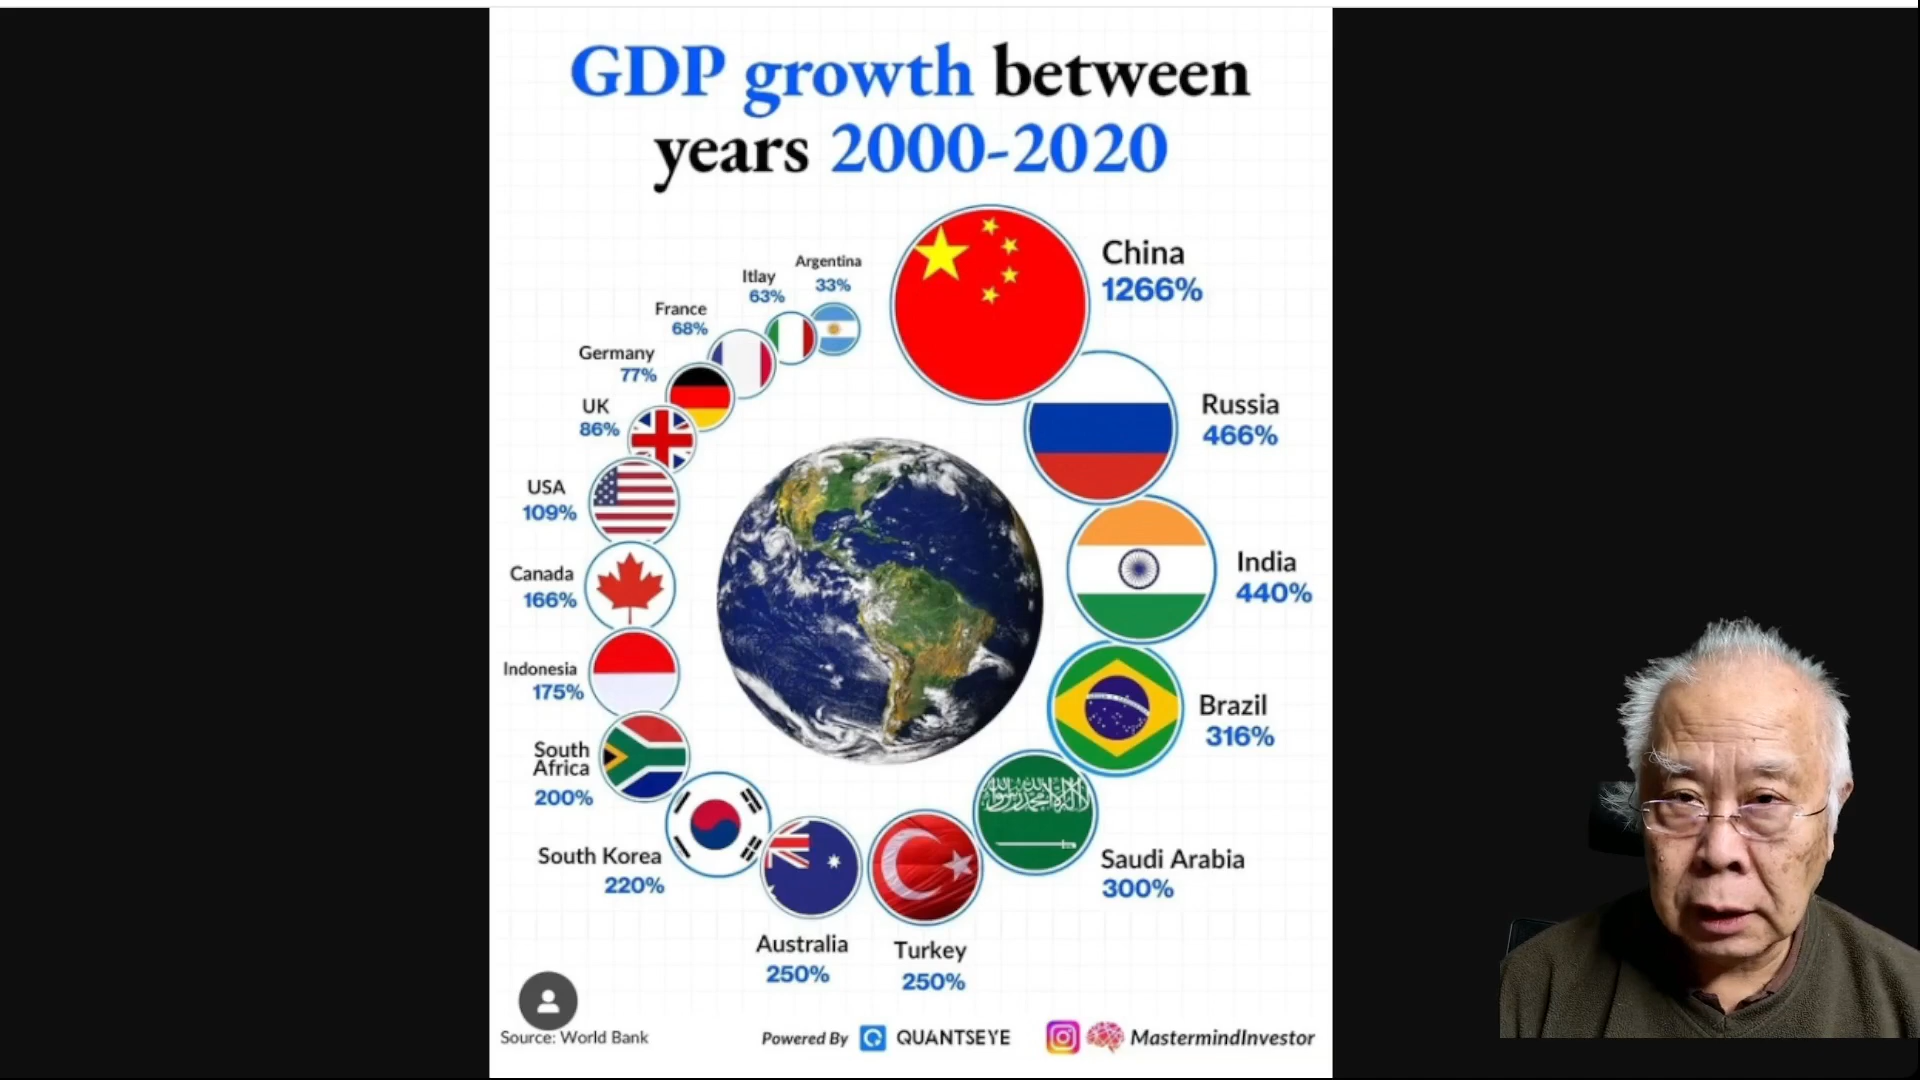 GDP growth between
years 2000-2020
China
1266%
Russia
466%
India
440%
Brazil
316%
Saudi Arabia
300%
Turkey
250%
Australia
250%
South Korea
220%
South
Africa
200%
Indonesia
175%
Canada
166%
USA
109%
UK
86%
Germany
77%
France
68%
Itlay
63%
Argentina
33%
Source: World Bank
Powered By QUANTSEYE
MastermindInvestor